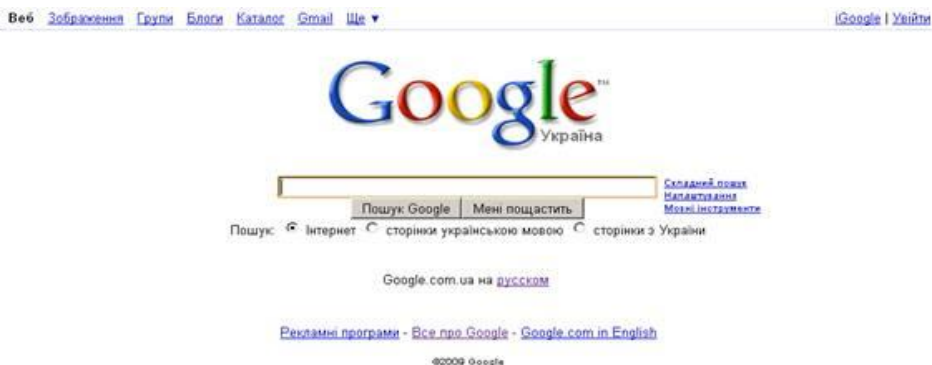 Веб Зображення Групи Блоги Каталог Gmail Ще ▼ iGoogle | Увійти
Google™
Україна
Складний пошук
Налаштування
Мовні інструменти
Пошук Google Мені пощастить
Пошук: Інтернет сторінки українською мовою сторінки з України
Google.com.ua на русском
Рекламні програми - Все про Google - Google.com in English
©2009 Google